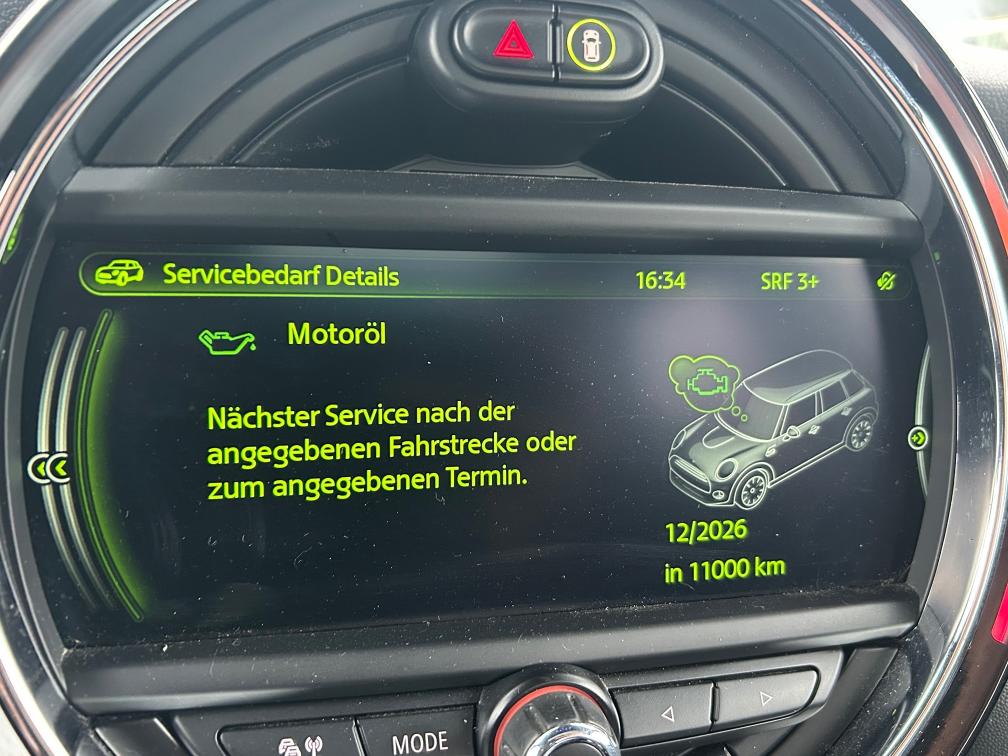 Servicebedarf Details 16:34 SRF 3+
Motoröl
Nächster Service nach der
angegebenen Fahrstrecke oder
zum angegebenen Termin.
12/2026
in 11000 km
MODE